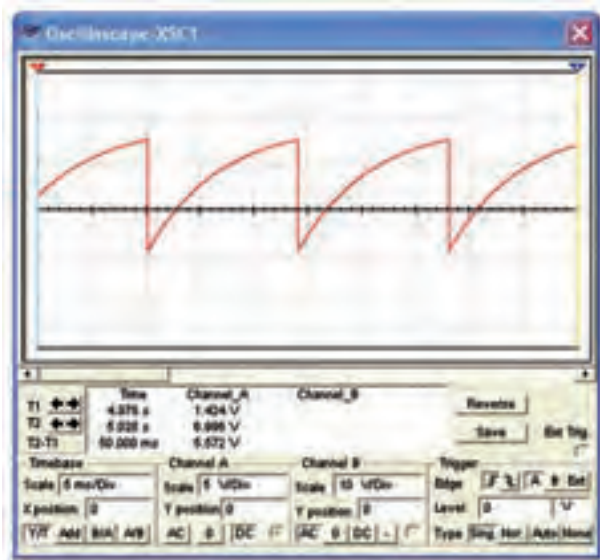 Oscilloscope-XSC1
Time Channel_A Channel_B
T1 4.975 s 1.424 V
T2 5.025 s 6.996 V
T2-T1 50.000 ms 5.572 V
Reverse
Save
Ext Trig
Timebase
Scale 5 ms/Div
X position 0
Y/T Add B/A A/B
Channel A
Scale 5 V/Div
Y position 0
AC 0 DC
Channel B
Scale 10 V/Div
Y position 0
AC 0 DC -
Trigger
Edge A B Ext
Level 0 V
Type Sing. Nor. Auto None